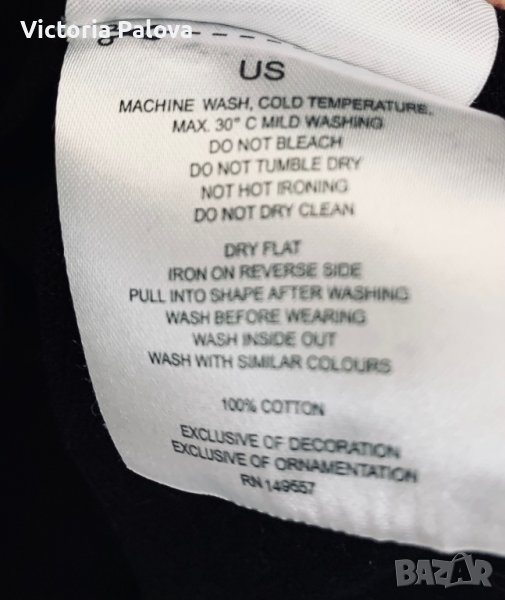 Victoria Palova
US
MACHINE WASH, COLD TEMPERATURE,
MAX. 30° C MILD WASHING
DO NOT BLEACH
DO NOT TUMBLE DRY
NOT HOT IRONING
DO NOT DRY CLEAN
DRY FLAT
IRON ON REVERSE SIDE
PULL INTO SHAPE AFTER WASHING
WASH BEFORE WEARING
WASH INSIDE OUT
WASH WITH SIMILAR COLOURS
100% COTTON
EXCLUSIVE OF DECORATION
EXCLUSIVE OF ORNAMENTATION
RN 149557
BAZAR